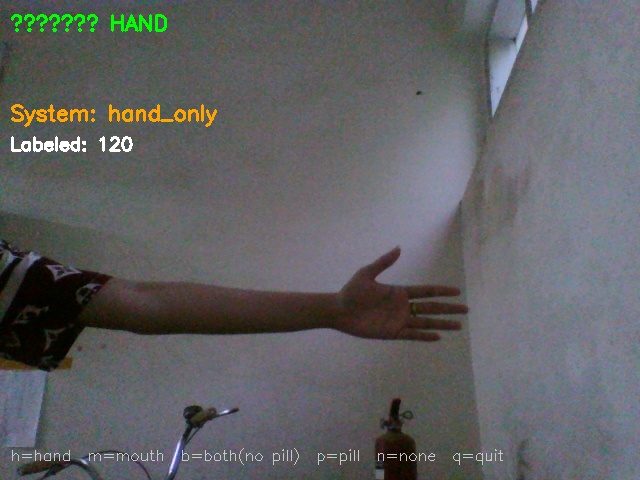 ??????? HAND
System: hand_only
Labeled: 120
h=hand m=mouth b=both(no pill) p=pill n=none q=quit